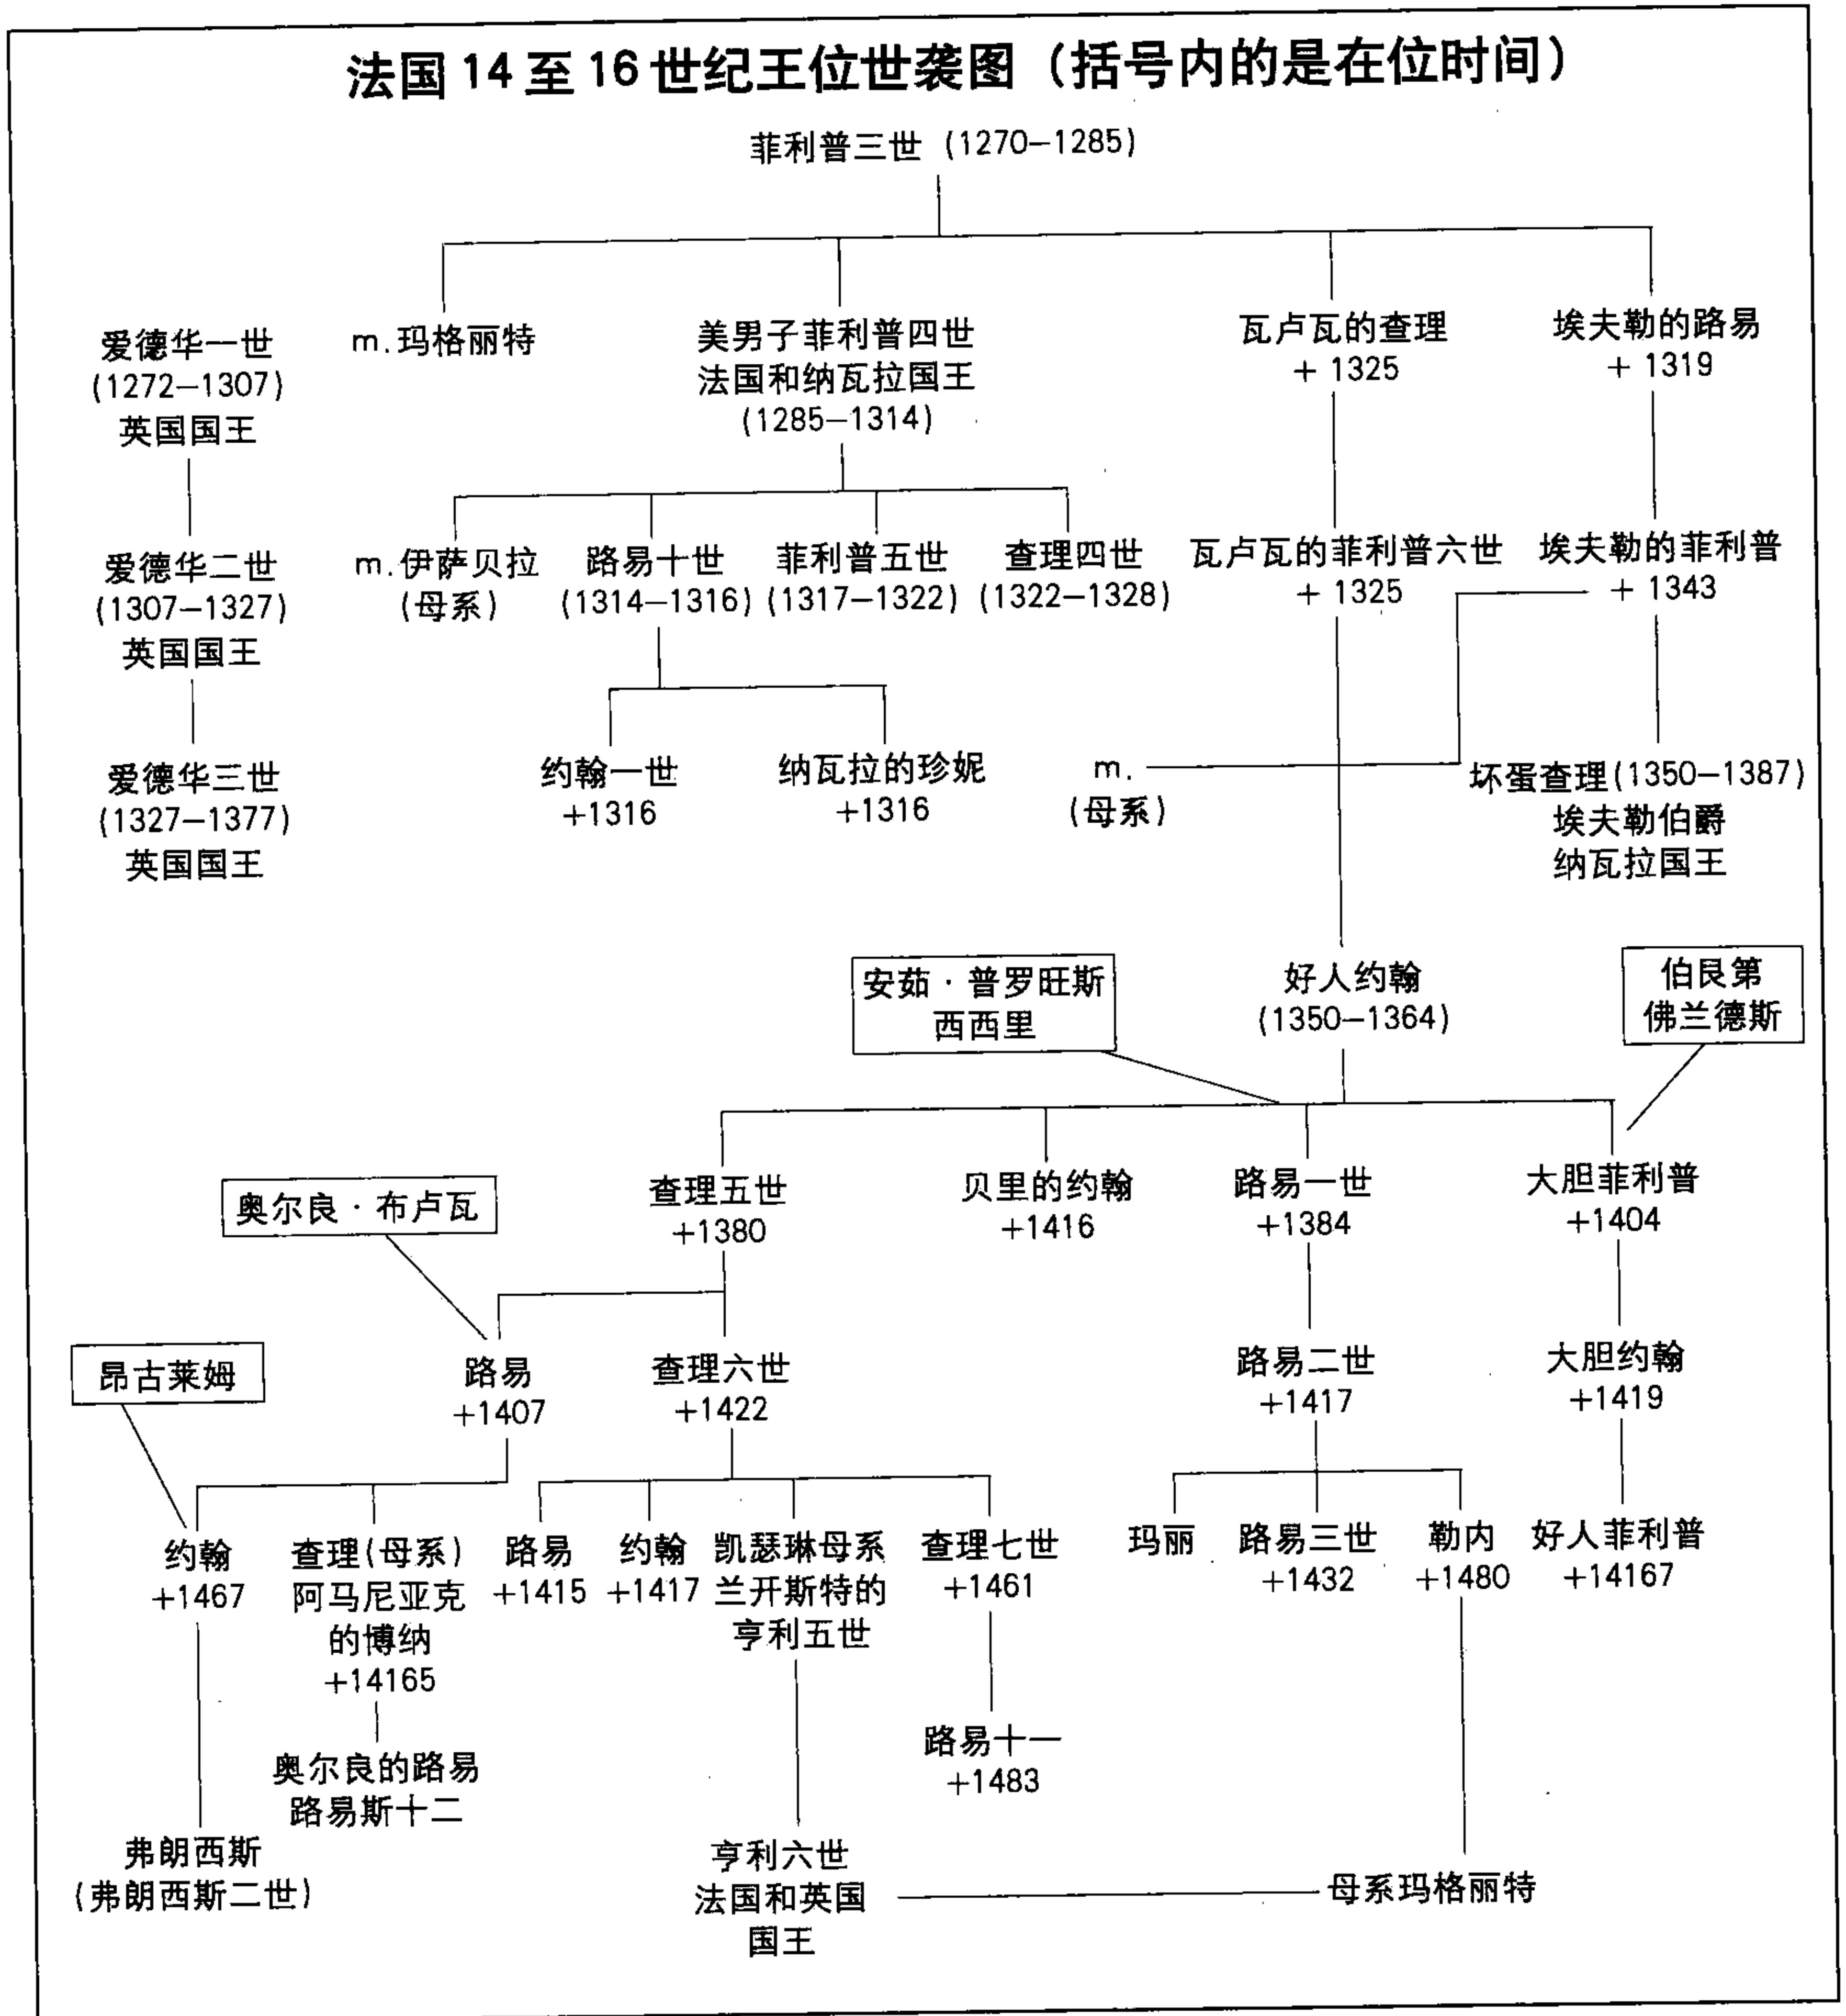 法国 14 至 16 世纪王位世袭图（括号内的是在位时间）
菲利普三世 (1270—1285)
爱德华一世
(1272—1307)
英国国王
m.玛格丽特
美男子菲利普四世
法国和纳瓦拉国王
(1285—1314)
瓦卢瓦的查理
+ 1325
埃夫勒的路易
+ 1319
爱德华二世
(1307—1327)
英国国王
m.伊萨贝拉
(母系)
路易十世
(1314—1316)
菲利普五世
(1317—1322)
查理四世
(1322—1328)
瓦卢瓦的菲利普六世
+ 1325
埃夫勒的菲利普
+ 1343
爱德华三世
(1327—1377)
英国国王
约翰一世
+1316
纳瓦拉的珍妮
+1316
m.
(母系)
坏蛋查理(1350—1387)
埃夫勒伯爵
纳瓦拉国王
安茹·普罗旺斯
西西里
好人约翰
(1350—1364)
伯艮第
佛兰德斯
奥尔良·布卢瓦
查理五世
+1380
贝里的约翰
+1416
路易一世
+1384
大胆菲利普
+1404
昂古莱姆
路易
+1407
查理六世
+1422
路易二世
+1417
大胆约翰
+1419
约翰
+1467
查理(母系)
阿马尼亚克
的博纳
+14165
路易
+1415
约翰
+1417
凯瑟琳母系
兰开斯特的
亨利五世
查理七世
+1461
玛丽
路易三世
+1432
勒内
+1480
好人菲利普
+14167
奥尔良的路易
路易斯十二
路易十一
+1483
弗朗西斯
(弗朗西斯二世)
亨利六世
法国和英国
国王
母系玛格丽特